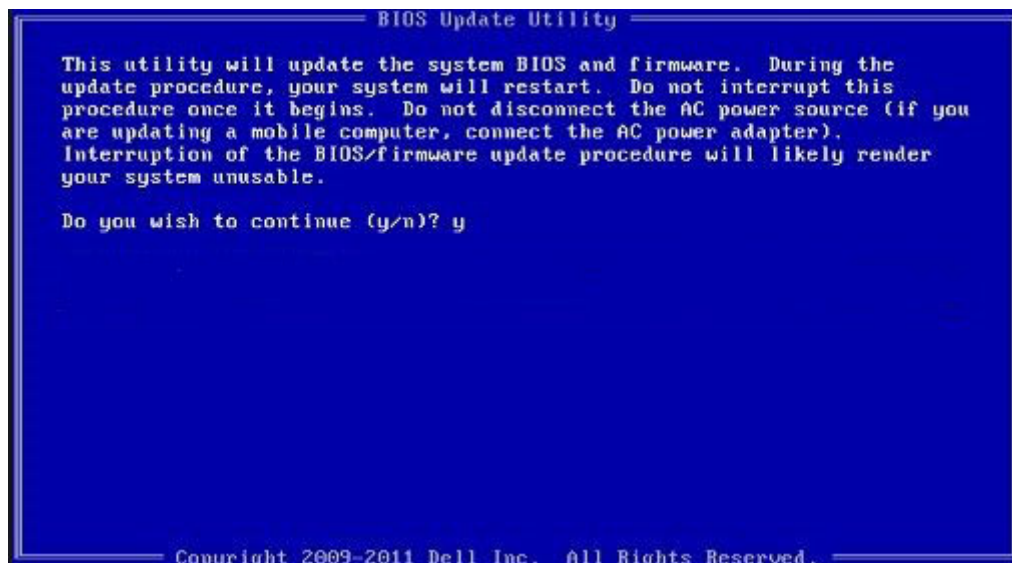 BIOS Update Utility
This utility will update the system BIOS and firmware. During the
update procedure, your system will restart. Do not interrupt this
procedure once it begins. Do not disconnect the AC power source (if you
are updating a mobile computer, connect the AC power adapter).
Interruption of the BIOS/firmware update procedure will likely render
your system unusable.
Do you wish to continue (y/n)? y
Copyright 2009-2011 Dell Inc. All Rights Reserved.